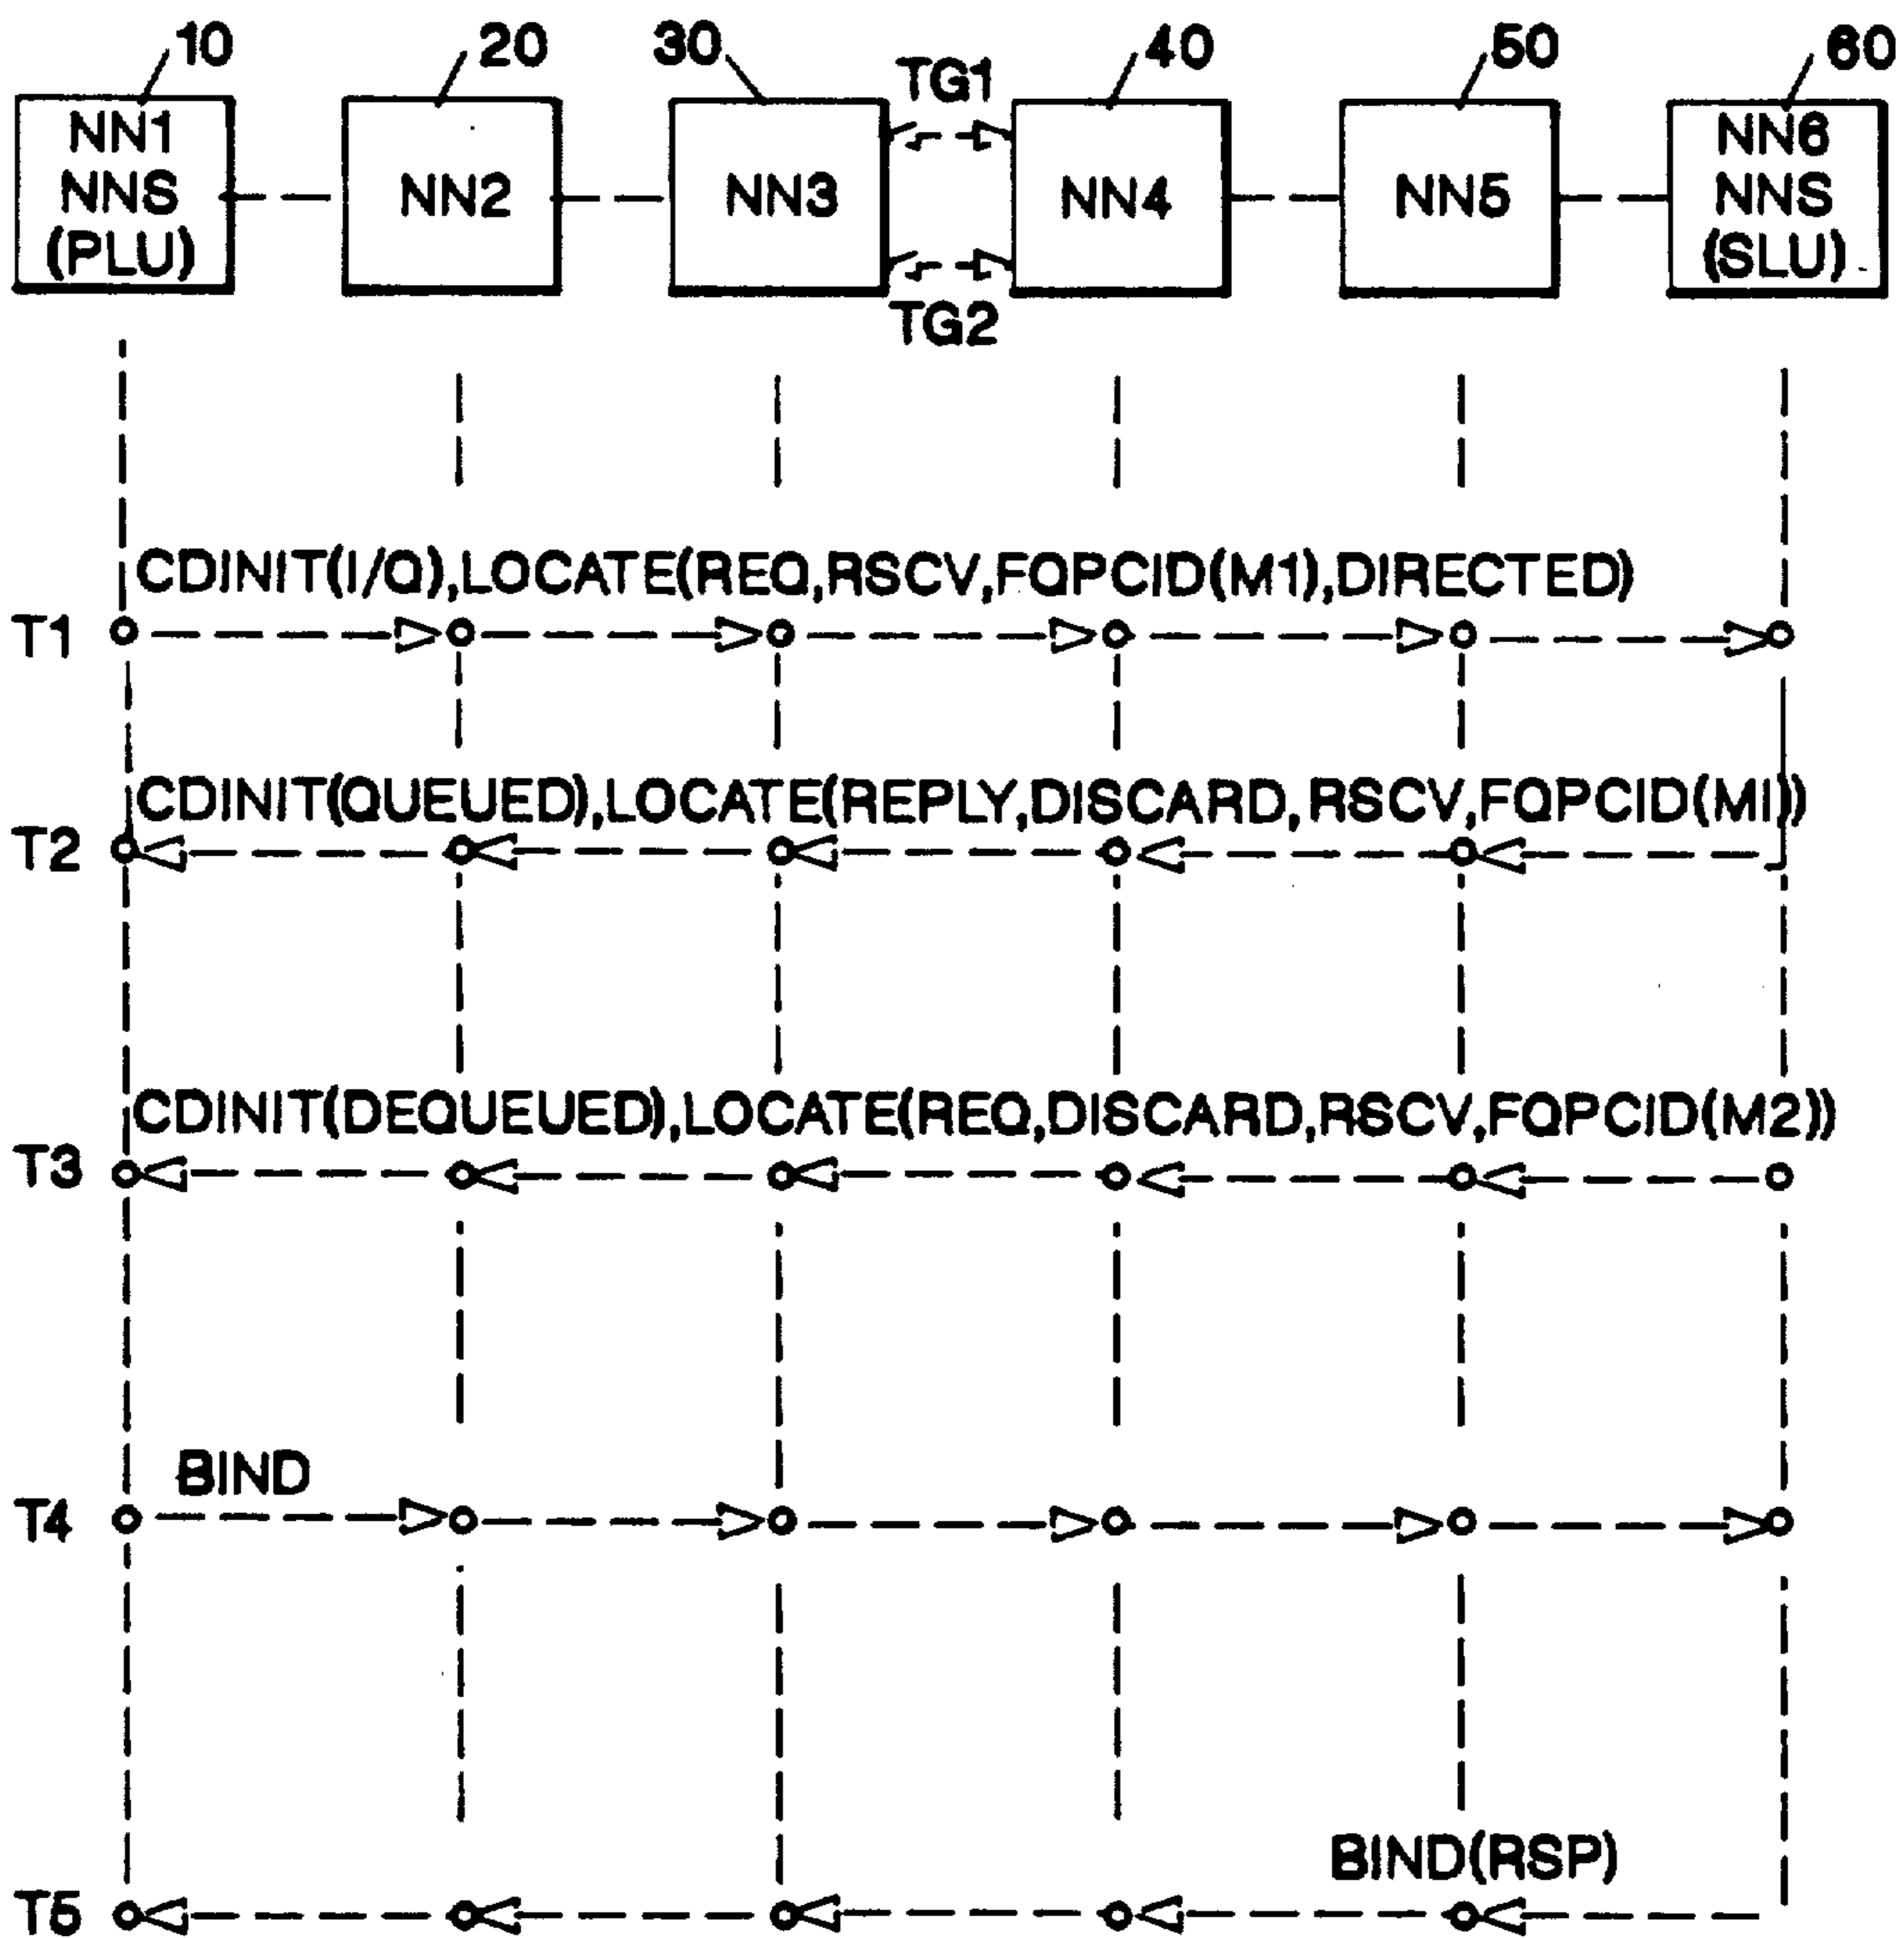 10
20
30
40
50
60
TG1
NN1
NNS
(PLU)
NN2
NN3
NN4
NN5
NN6
NNS
(SLU)
TG2
CDINIT(I/Q),LOCATE(REQ,RSCV,FQPCID(M1),DIRECTED)
T1
CDINIT(QUEUED),LOCATE(REPLY,DISCARD,RSCV,FQPCID(M1))
T2
CDINIT(DEQUEUED),LOCATE(REQ,DISCARD,RSCV,FQPCID(M2))
T3
BIND
T4
BIND(RSP)
T5